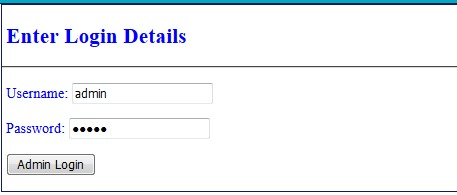 Enter Login Details
Username: admin
Password: •••••
Admin Login